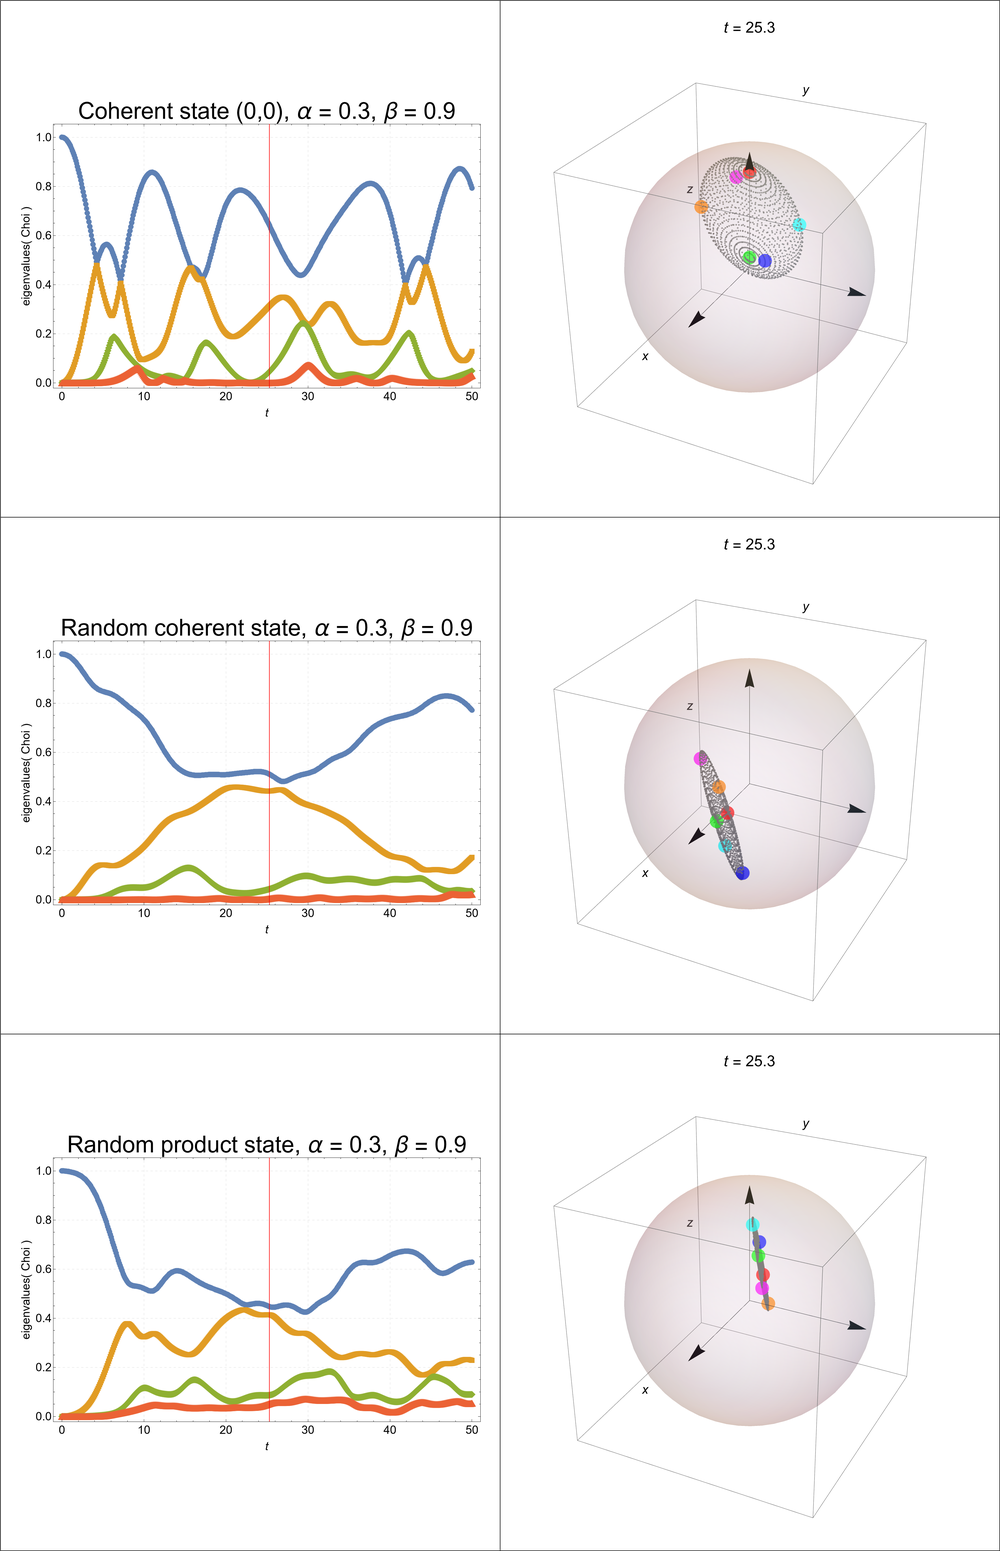 Coherent state (0,0), α = 0.3, β = 0.9
eigenvalues( Choi )
1.0
0.8
0.6
0.4
0.2
0.0
0 10 20 30 40 50
t
t = 25.3
y
z
x
Random coherent state, α = 0.3, β = 0.9
eigenvalues( Choi )
1.0
0.8
0.6
0.4
0.2
0.0
0 10 20 30 40 50
t
t = 25.3
y
z
x
Random product state, α = 0.3, β = 0.9
eigenvalues( Choi )
1.0
0.8
0.6
0.4
0.2
0.0
0 10 20 30 40 50
t
t = 25.3
y
z
x